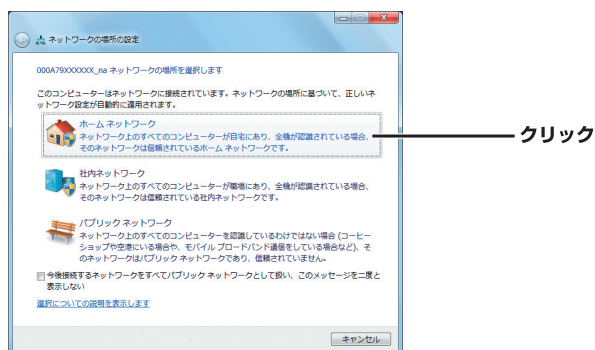 ネットワークの場所の設定
000A79XXXXXX_na ネットワークの場所を選択します
このコンピューターはネットワークに接続されています。ネットワークの場所に基づいて、正しいネ
ットワーク設定が自動的に適用されます。
ホーム ネットワーク
ネットワーク上のすべてのコンピューターが自宅にあり、全機が認識されている場合、
そのネットワークは信頼されているホーム ネットワークです。
クリック
社内ネットワーク
ネットワーク上のすべてのコンピューターが職場にあり、全機が認識されている場合、
そのネットワークは信頼されている社内ネットワークです。
パブリック ネットワーク
ネットワーク上のすべてのコンピューターを認識しているわけではない場合 (コーヒー
ショップや空港にいる場合や、モバイル ブロードバンド通信をしている場合など)、そ
のネットワークはパブリック ネットワークであり、信頼されていません。
今後接続するネットワークをすべてパブリック ネットワークとして扱い、このメッセージを二度と
表示しない
選択についての説明を表示します
キャンセル